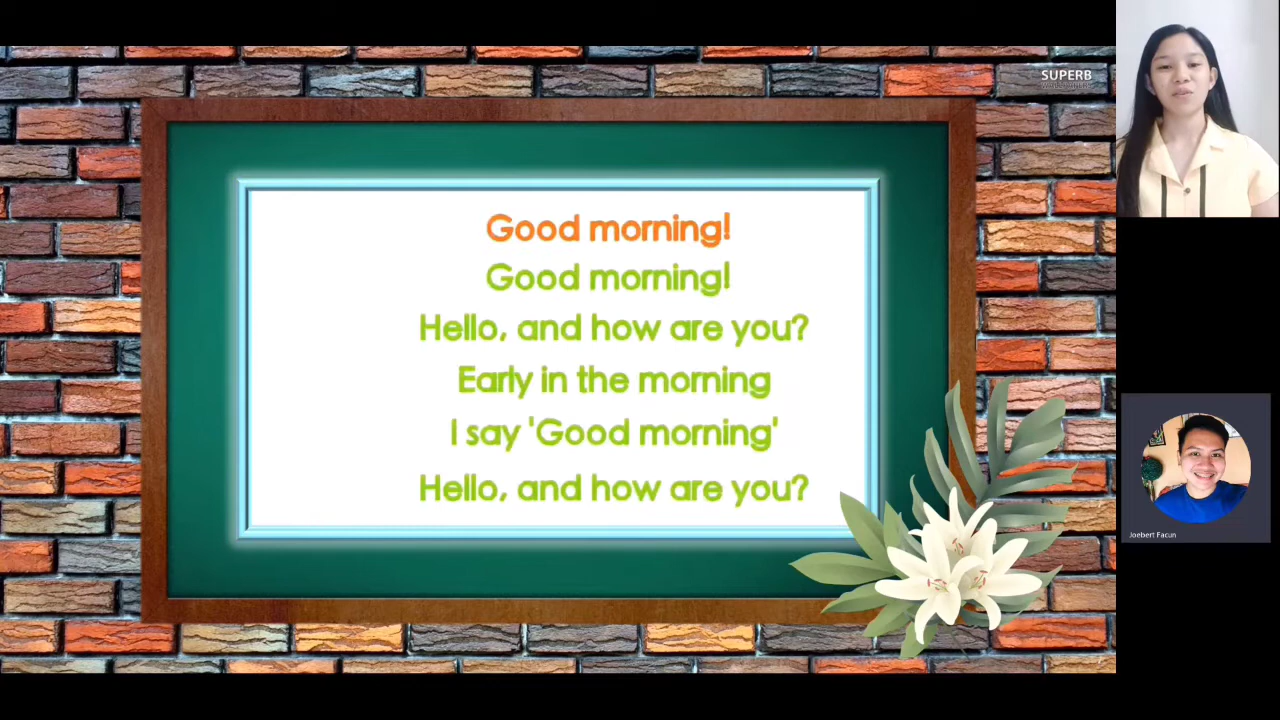 SUPERB
Good morning!
Good morning!
Hello, and how are you?
Early in the morning
I say 'Good morning'
Hello, and how are you?
Joebert Facun